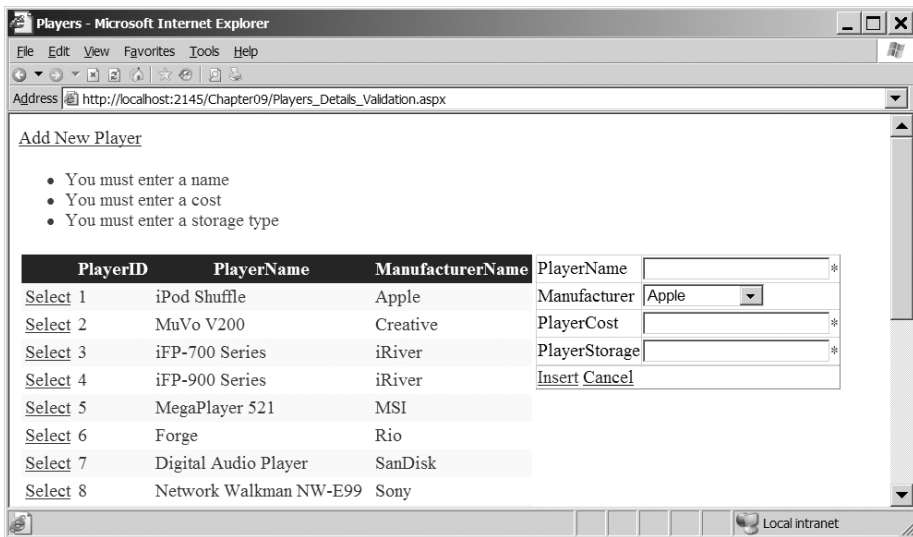 Players - Microsoft Internet Explorer
File Edit View Favorites Tools Help
Address http://localhost:2145/Chapter09/Players_Details_Validation.aspx
Add New Player
• You must enter a name
• You must enter a cost
• You must enter a storage type
PlayerID PlayerName ManufacturerName
Select 1 iPod Shuffle Apple
Select 2 MuVo V200 Creative
Select 3 iFP-700 Series iRiver
Select 4 iFP-900 Series iRiver
Select 5 MegaPlayer 521 MSI
Select 6 Forge Rio
Select 7 Digital Audio Player SanDisk
Select 8 Network Walkman NW-E99 Sony
PlayerName *
Manufacturer Apple
PlayerCost *
PlayerStorage *
Insert Cancel
Local intranet